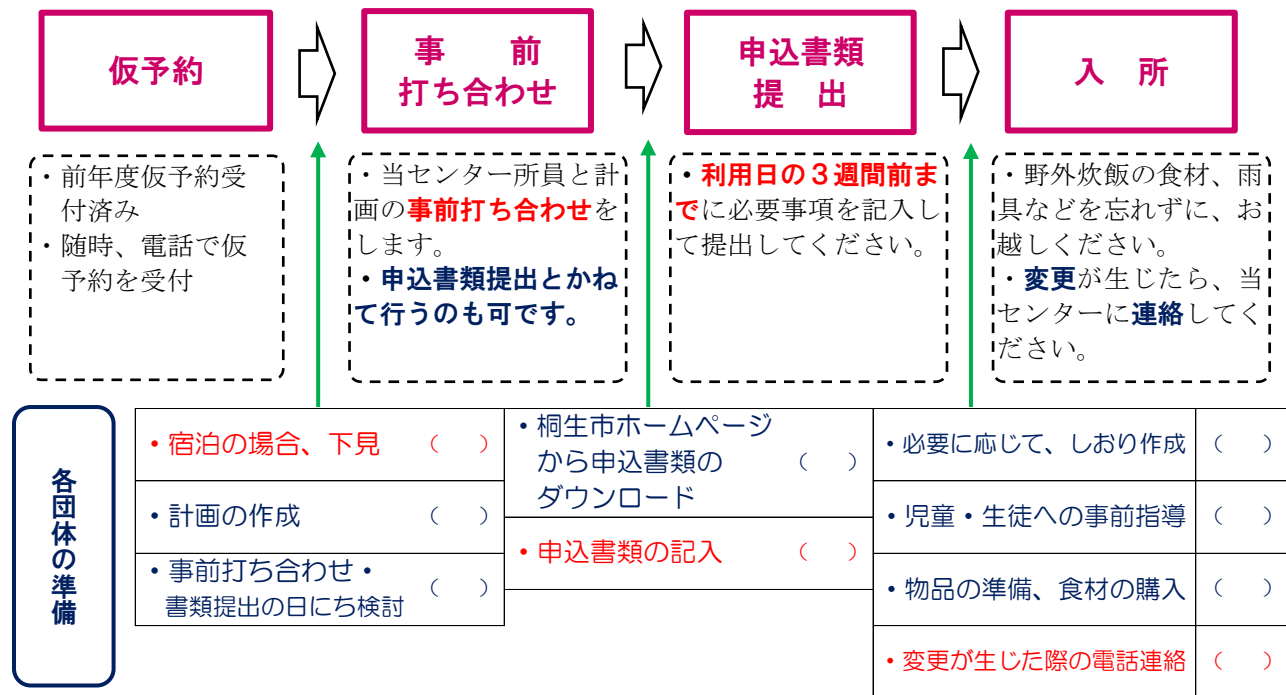 仮予約
事　前
打ち合わせ
申込書類
提　出
入　所
・前年度仮予約受
付済み
・随時、電話で仮
予約を受付
・当センター所員と計
画の事前打ち合わせを
します。
・申込書類提出とかね
て行うのも可です。
・利用日の３週間前ま
でに必要事項を記入し
て提出してください。
・野外炊飯の食材、雨
具などを忘れずに、お
越しください。
・変更が生じたら、当
センターに連絡してく
ださい。
各団体の準備
・宿泊の場合、下見　（　）
・計画の作成　（　）
・事前打ち合わせ・
書類提出の日にち検討　（　）
・桐生市ホームページ
から申込書類の　（　）
ダウンロード
・申込書類の記入　（　）
・必要に応じて、しおり作成　（　）
・児童・生徒への事前指導　（　）
・物品の準備、食材の購入　（　）
・変更が生じた際の電話連絡　（　）